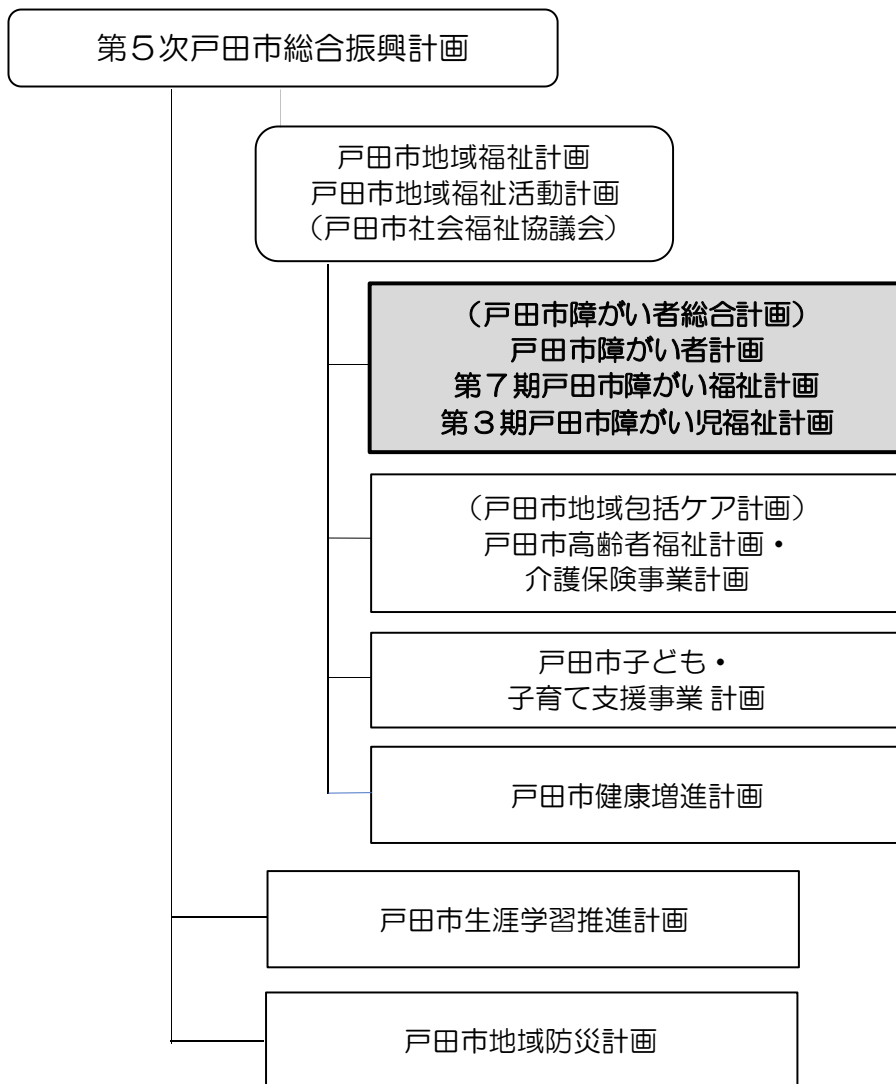 第5次戸田市総合振興計画
戸田市地域福祉計画
戸田市地域福祉活動計画
（戸田市社会福祉協議会）
（戸田市障がい者総合計画）
戸田市障がい者計画
第７期戸田市障がい福祉計画
第３期戸田市障がい児福祉計画
（戸田市地域包括ケア計画）
戸田市高齢者福祉計画・
介護保険事業計画
戸田市子ども・
子育て支援事業 計画
戸田市健康増進計画
戸田市生涯学習推進計画
戸田市地域防災計画